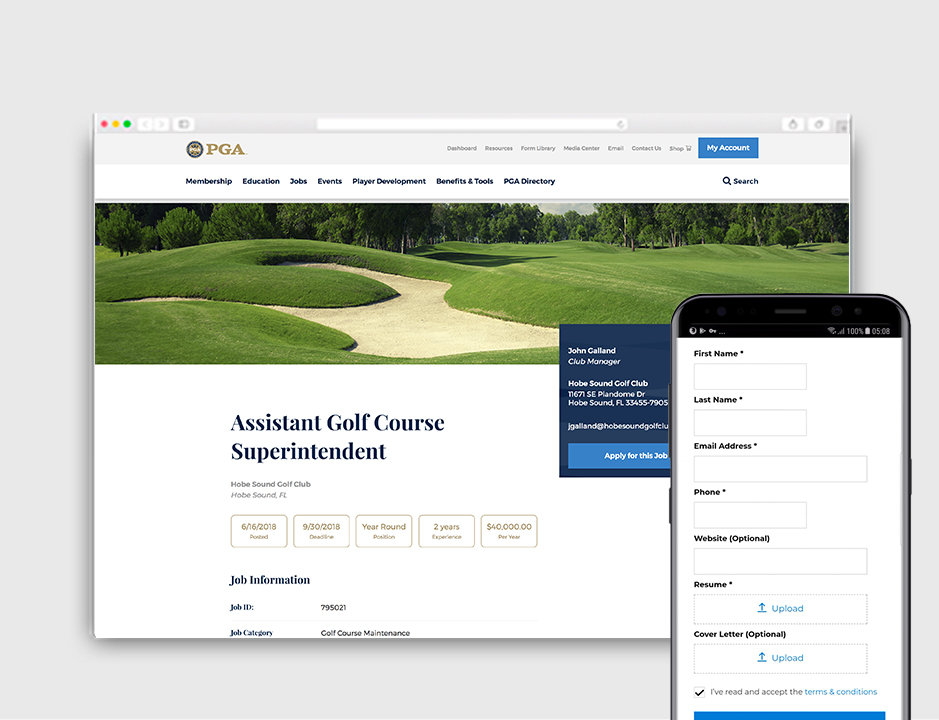 PGA
Dashboard Resources Form Library Media Center Email Contact Us Shop My Account
Membership Education Jobs Events Player Development Benefits & Tools PGA Directory Search
John Galland
Club Manager
Hobe Sound Golf Club
11671 SE Plandome Dr
Hobe Sound, FL 33455-7905
jgalland@hobesoundgolfclu
Apply for this Job
Assistant Golf Course
Superintendent
Hobe Sound Golf Club
Hobe Sound, FL
6/16/2018 9/30/2018 Year Round 2 years $40,000.00
Posted Deadline Position Experience Per Year
Job Information
Job ID: 795021
Job Category Golf Course Maintenance
... 100% 05:08
First Name *
Last Name *
Email Address *
Phone *
Website (Optional)
Resume *
Upload
Cover Letter (Optional)
Upload
I've read and accept the terms & conditions